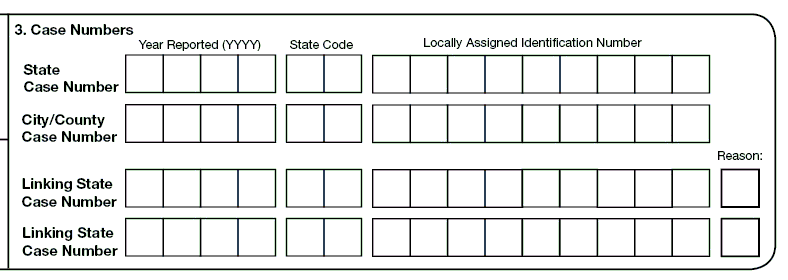 3. Case Numbers
Year Reported (YYYY) State Code Locally Assigned Identification Number
State
Case Number
City/County
Case Number
Reason:
Linking State
Case Number
Linking State
Case Number